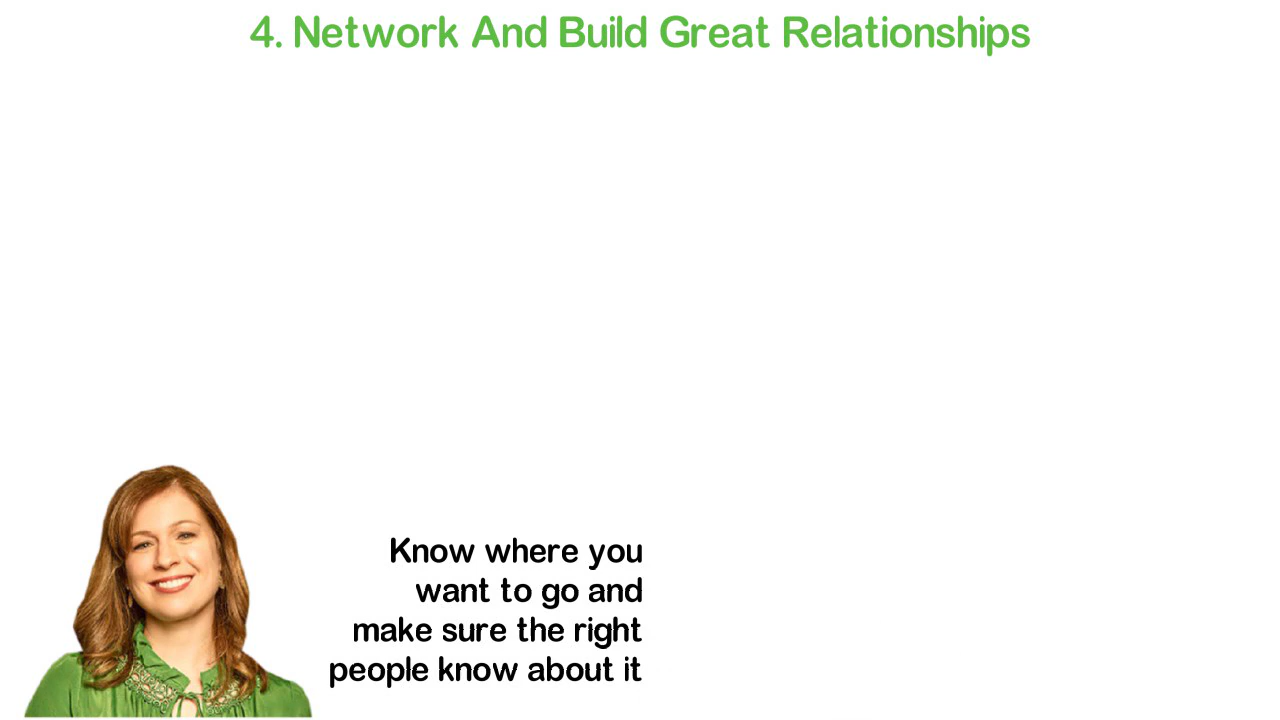 4. Network And Build Great Relationships
Know where you
want to go and
make sure the right
people know about it